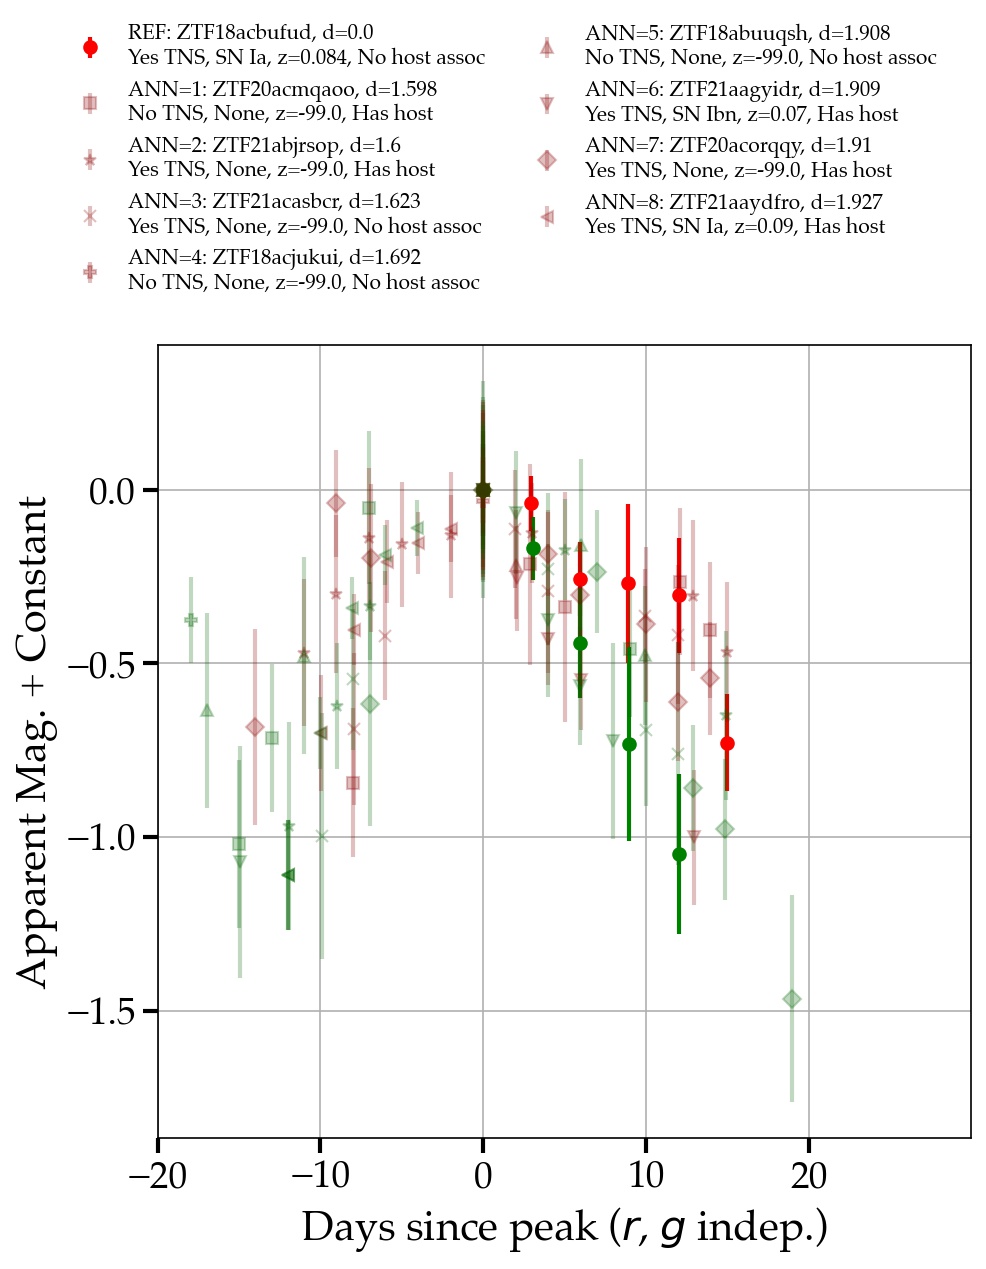 REF: ZTF18acbufud, d=0.0
Yes TNS, SN Ia, z=0.084, No host assoc
ANN=1: ZTF20acmqaoo, d=1.598
No TNS, None, z=-99.0, Has host
ANN=2: ZTF21abjrsop, d=1.6
Yes TNS, None, z=-99.0, Has host
ANN=3: ZTF21acasbcr, d=1.623
Yes TNS, None, z=-99.0, No host assoc
ANN=4: ZTF18acjukui, d=1.692
No TNS, None, z=-99.0, No host assoc
ANN=5: ZTF18abuuqsh, d=1.908
No TNS, None, z=-99.0, No host assoc
ANN=6: ZTF21aagyidr, d=1.909
Yes TNS, SN Ibn, z=0.07, Has host
ANN=7: ZTF20acorqqy, d=1.91
Yes TNS, None, z=-99.0, Has host
ANN=8: ZTF21aaydfro, d=1.927
Yes TNS, SN Ia, z=0.09, Has host
Apparent Mag. + Constant
0.0
−0.5
−1.0
−1.5
−20 −10 0 10 20
Days since peak (r, g indep.)